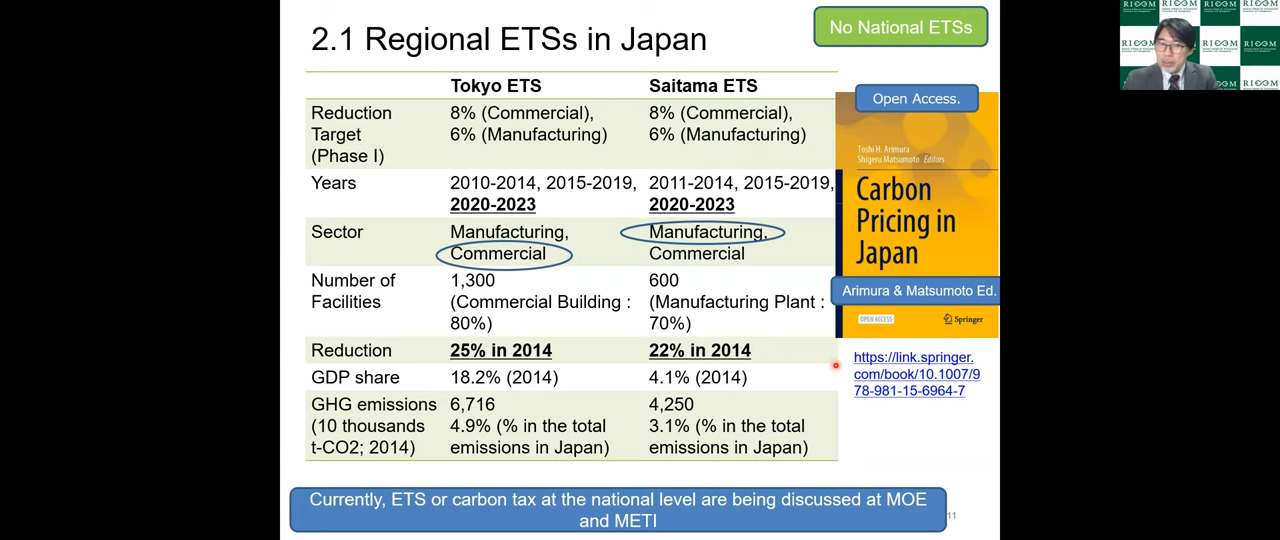 2.1 Regional ETSs in Japan
No National ETSs
Tokyo ETS
Saitama ETS
Reduction
Target
(Phase I)
8% (Commercial),
6% (Manufacturing)
8% (Commercial),
6% (Manufacturing)
Years
2010-2014, 2015-2019,
2020-2023
2011-2014, 2015-2019,
2020-2023
Sector
Manufacturing,
Commercial
Manufacturing,
Commercial
Number of
Facilities
1,300
(Commercial Building :
80%)
600
(Manufacturing Plant :
70%)
Reduction
25% in 2014
22% in 2014
GDP share
18.2% (2014)
4.1% (2014)
GHG emissions
(10 thousands
t-CO2; 2014)
6,716
4.9% (% in the total
emissions in Japan)
4,250
3.1% (% in the total
emissions in Japan)
Open Access.
Toshi H. Arimura
Shigeru Matsumoto Editors
Carbon
Pricing in
Japan
Arimura & Matsumoto Ed.
OPEN ACCESS
Springer
https://link.springer.
com/book/10.1007/9
78-981-15-6964-7
Currently, ETS or carbon tax at the national level are being discussed at MOE
and METI
11